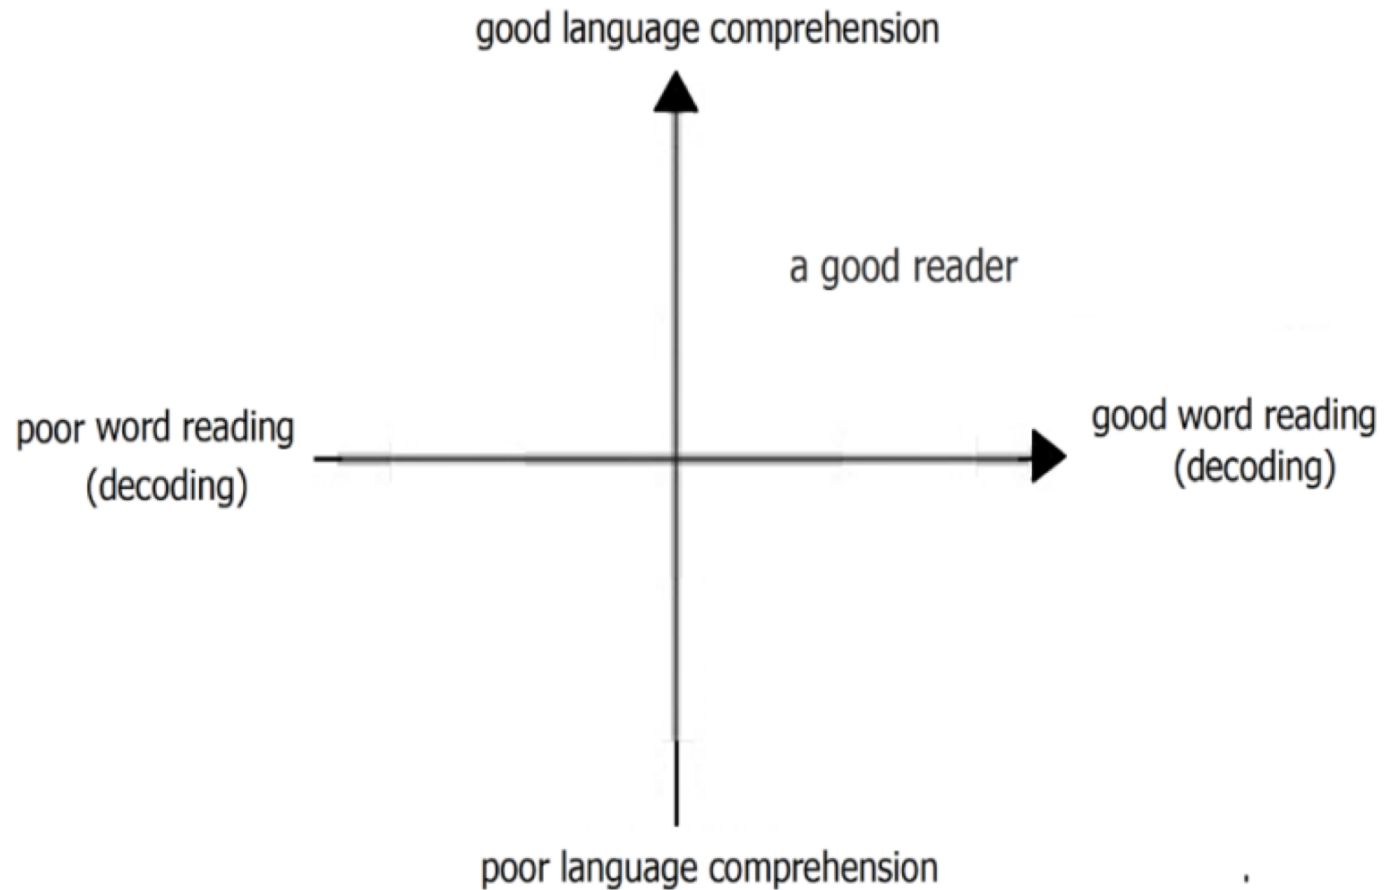 good language comprehension
a good reader
poor word reading
(decoding)
good word reading
(decoding)
poor language comprehension